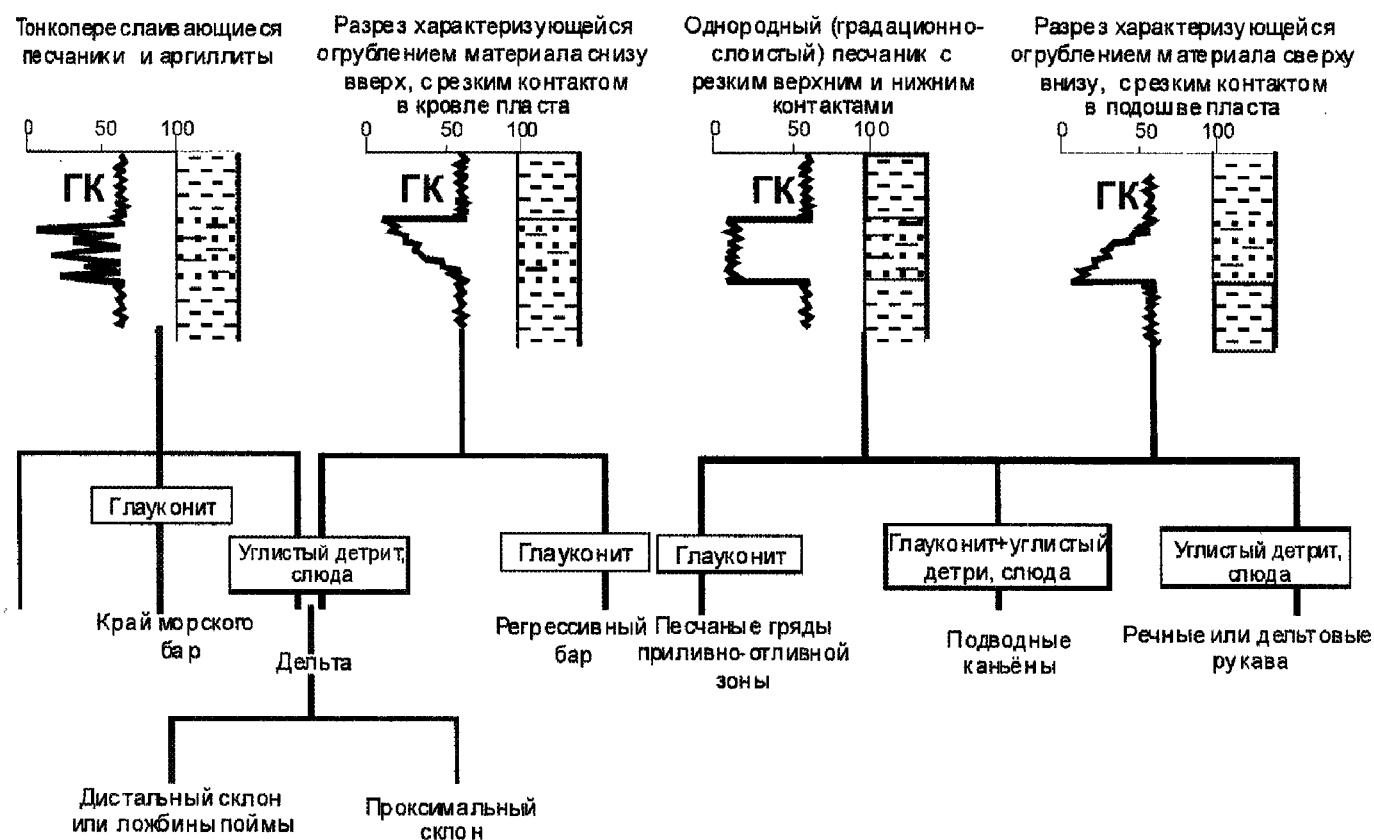 Тонкопереслаивающиеся
песчаники и аргиллиты
Разрез характеризующейся
огрублением материала снизу
вверх, с резким контактом
в кровле пласта
Однородный (градационно-
слоистый) песчаник с
резким верхним и нижним
контактами
Разрез характеризующейся
огрублением материала сверху
внизу, с резким контактом
в подошве пласта
0 50 100
0 50 100
0 50 100
0 50 100
ГК
ГК
ГК
ГК
Глауконит
Углистый детрит,
слюда
Глауконит
Глауконит
Глауконит+углистый
детри, слюда
Углистый детрит,
слюда
Край морского
бар
Дельта
Регрессивный
бар
Песчаные гряды
приливно-отливной
зоны
Подводные
каньёны
Речные или дельтовые
рукава
Дистальный склон
или ложбины поймы
Проксимальный
склон